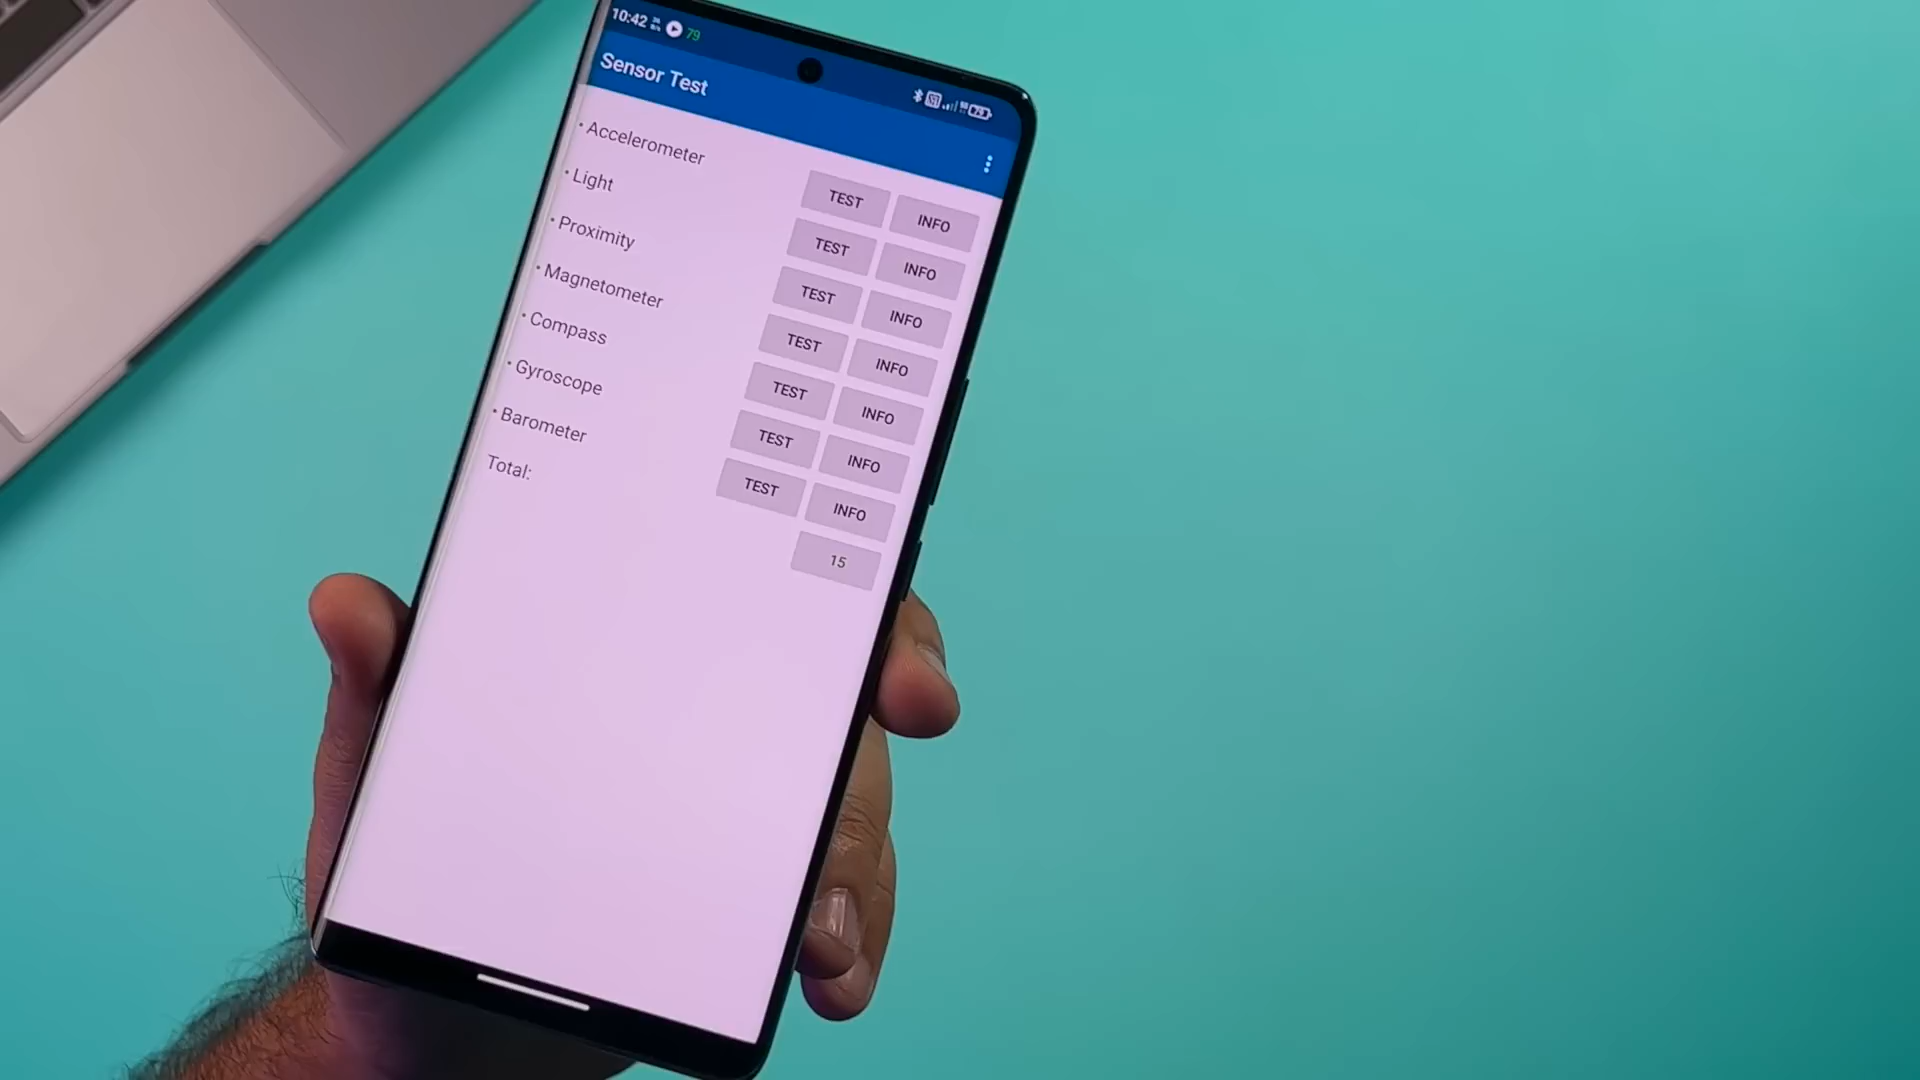 10:42 79
Sensor Test
• Accelerometer TEST INFO
• Light TEST INFO
• Proximity TEST INFO
• Magnetometer TEST INFO
• Compass TEST INFO
• Gyroscope TEST INFO
• Barometer TEST INFO
Total: 15